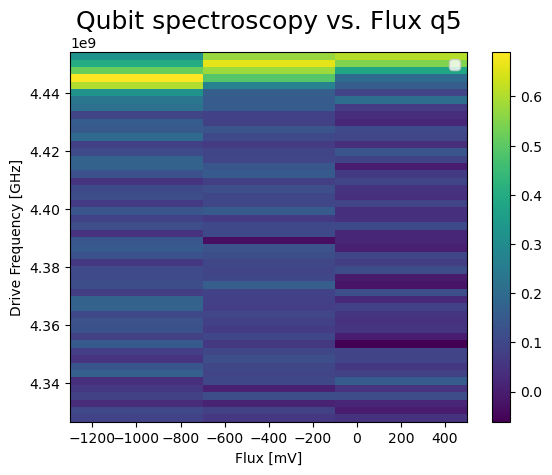 Qubit spectroscopy vs. Flux q5
1e9
4.44
4.42
4.40
4.38
4.36
4.34
Drive Frequency [GHz]
−1200 −1000 −800 −600 −400 −200 0 200 400
Flux [mV]
0.6
0.5
0.4
0.3
0.2
0.1
0.0